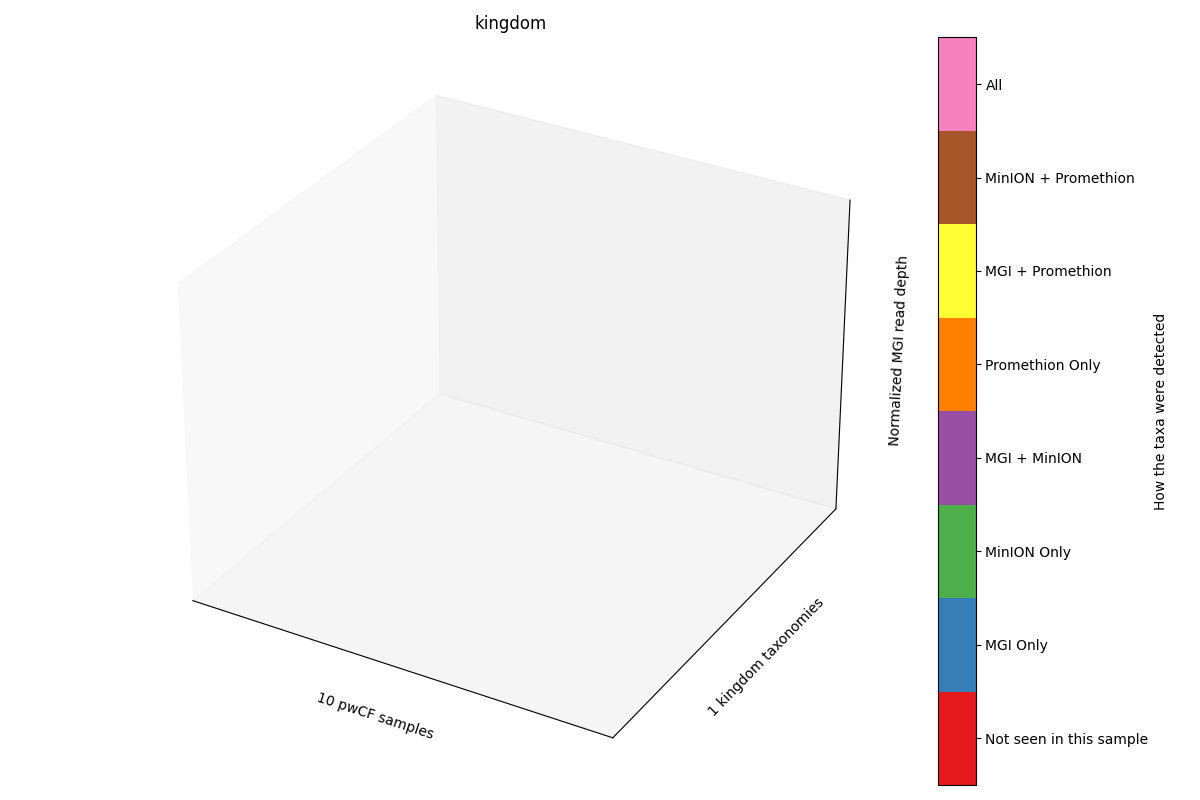 kingdom
All
MinION + Promethion
MGI + Promethion
Promethion Only
MGI + MinION
MinION Only
MGI Only
Not seen in this sample
How the taxa were detected
Normalized MGI read depth
1 kingdom taxonomies
10 pwCF samples